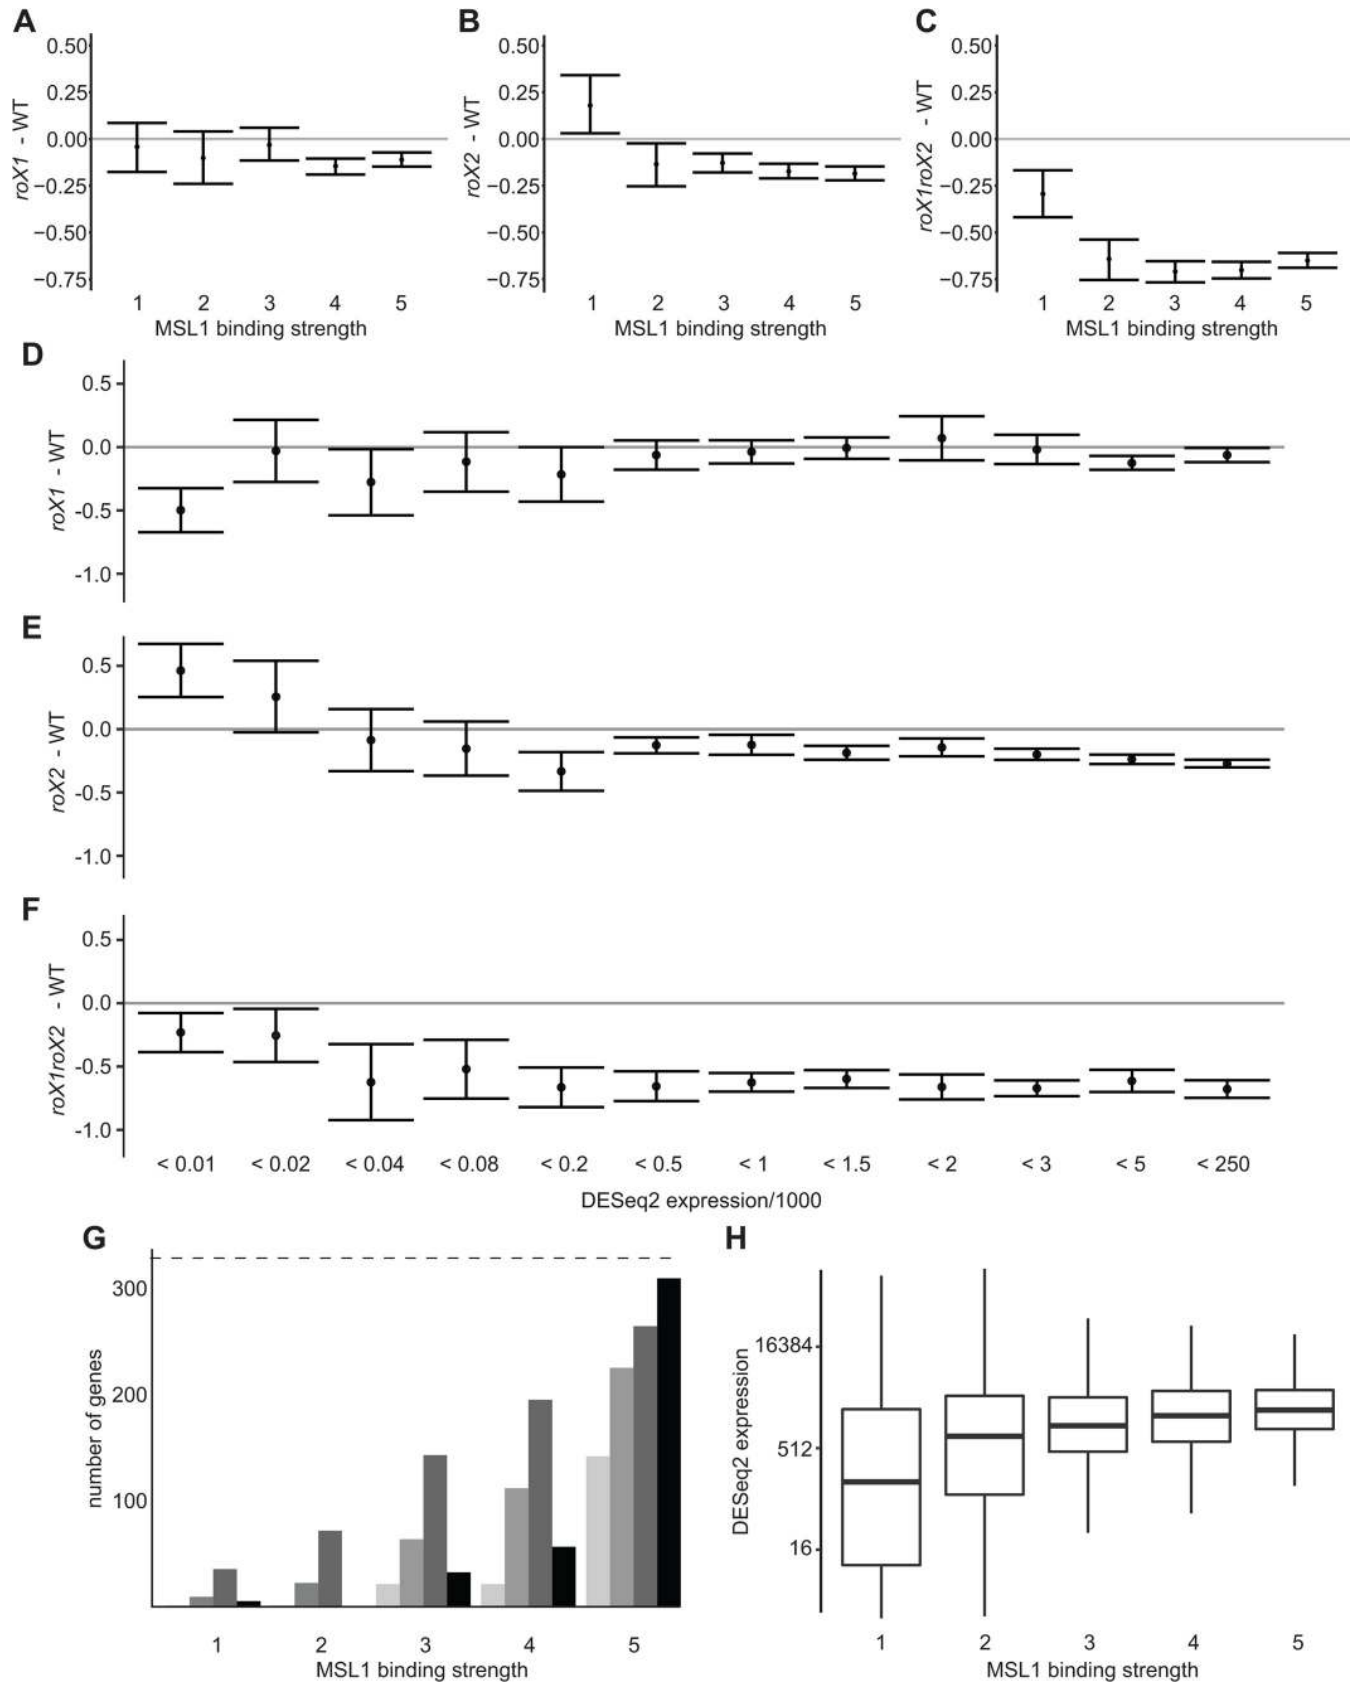 A
B
C
0.50
0.25
0.00
−0.25
−0.50
−0.75
roX1 - WT
1 2 3 4 5
MSL1 binding strength
0.50
0.25
0.00
−0.25
−0.50
−0.75
roX2 - WT
1 2 3 4 5
MSL1 binding strength
0.50
0.25
0.00
−0.25
−0.50
−0.75
roX1roX2 - WT
1 2 3 4 5
MSL1 binding strength
D
0.5
0.0
-0.5
-1.0
roX1 - WT
E
0.5
0.0
-0.5
-1.0
roX2 - WT
F
0.5
0.0
-0.5
-1.0
roX1roX2 - WT
< 0.01 < 0.02 < 0.04 < 0.08 < 0.2 < 0.5 < 1 < 1.5 < 2 < 3 < 5 < 250
DESeq2 expression/1000
G
300
200
100
number of genes
1 2 3 4 5
MSL1 binding strength
H
16384
512
16
DESeq2 expression
1 2 3 4 5
MSL1 binding strength